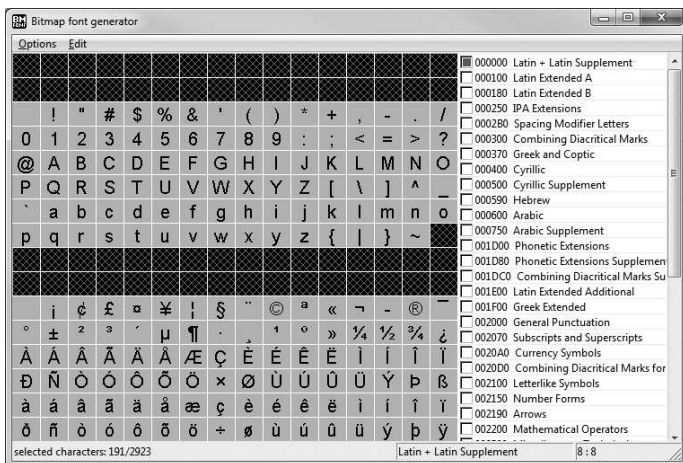 BM FONT Bitmap font generator
Options Edit
! " # $ % & ' ( ) * + , - . /
0 1 2 3 4 5 6 7 8 9 : ; < = > ?
@ A B C D E F G H I J K L M N O
P Q R S T U V W X Y Z [ \ ] ^ _
` a b c d e f g h i j k l m n o
p q r s t u v w x y z { | } ~
¡ ¢ £ ¤ ¥ ¦ § ¨ © ª « ¬ - ® ¯
° ± ² ³ ´ µ ¶ · ¸ ¹ º » ¼ ½ ¾ ¿
À Á Â Ã Ä Å Æ Ç È É Ê Ë Ì Í Î Ï
Ð Ñ Ò Ó Ô Õ Ö × Ø Ù Ú Û Ü Ý Þ ß
à á â ã ä å æ ç è é ê ë ì í î ï
ð ñ ò ó ô õ ö ÷ ø ù ú û ü ý þ ÿ
000000 Latin + Latin Supplement
000100 Latin Extended A
000180 Latin Extended B
000250 IPA Extensions
0002B0 Spacing Modifier Letters
000300 Combining Diacritical Marks
000370 Greek and Coptic
000400 Cyrillic
000500 Cyrillic Supplement
000590 Hebrew
000600 Arabic
000750 Arabic Supplement
001D00 Phonetic Extensions
001D80 Phonetic Extensions Supplemen
001DC0 Combining Diacritical Marks Su
001E00 Latin Extended Additional
001F00 Greek Extended
002000 General Punctuation
002070 Subscripts and Superscripts
0020A0 Currency Symbols
0020D0 Combining Diacritical Marks for
002100 Letterlike Symbols
002150 Number Forms
002190 Arrows
002200 Mathematical Operators
selected characters: 191/2923 Latin + Latin Supplement 8 : 8